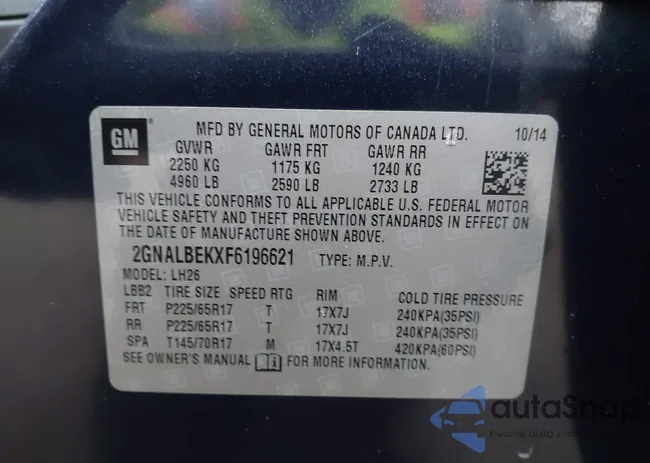 GM
MFD BY GENERAL MOTORS OF CANADA LTD. 10/14
GVWR GAWR FRT GAWR RR
2250 KG 1175 KG 1240 KG
4960 LB 2590 LB 2733 LB
THIS VEHICLE CONFORMS TO ALL APPLICABLE U.S. FEDERAL MOTOR
VEHICLE SAFETY AND THEFT PREVENTION STANDARDS IN EFFECT ON
THE DATE OF MANUFACTURE SHOWN ABOVE.
2GNALBEKXF6196621 TYPE: M.P.V.
MODEL: LH26
LBB2 TIRE SIZE SPEED RTG RIM COLD TIRE PRESSURE
FRT P225/65R17 T 17X7J 240KPA(35PSI)
RR P225/65R17 T 17X7J 240KPA(35PSI)
SPA T145/70R17 M 17X4.5T 420KPA(60PSI)
SEE OWNER'S MANUAL FOR MORE INFORMATION.
autaSnap
Pewne auto z